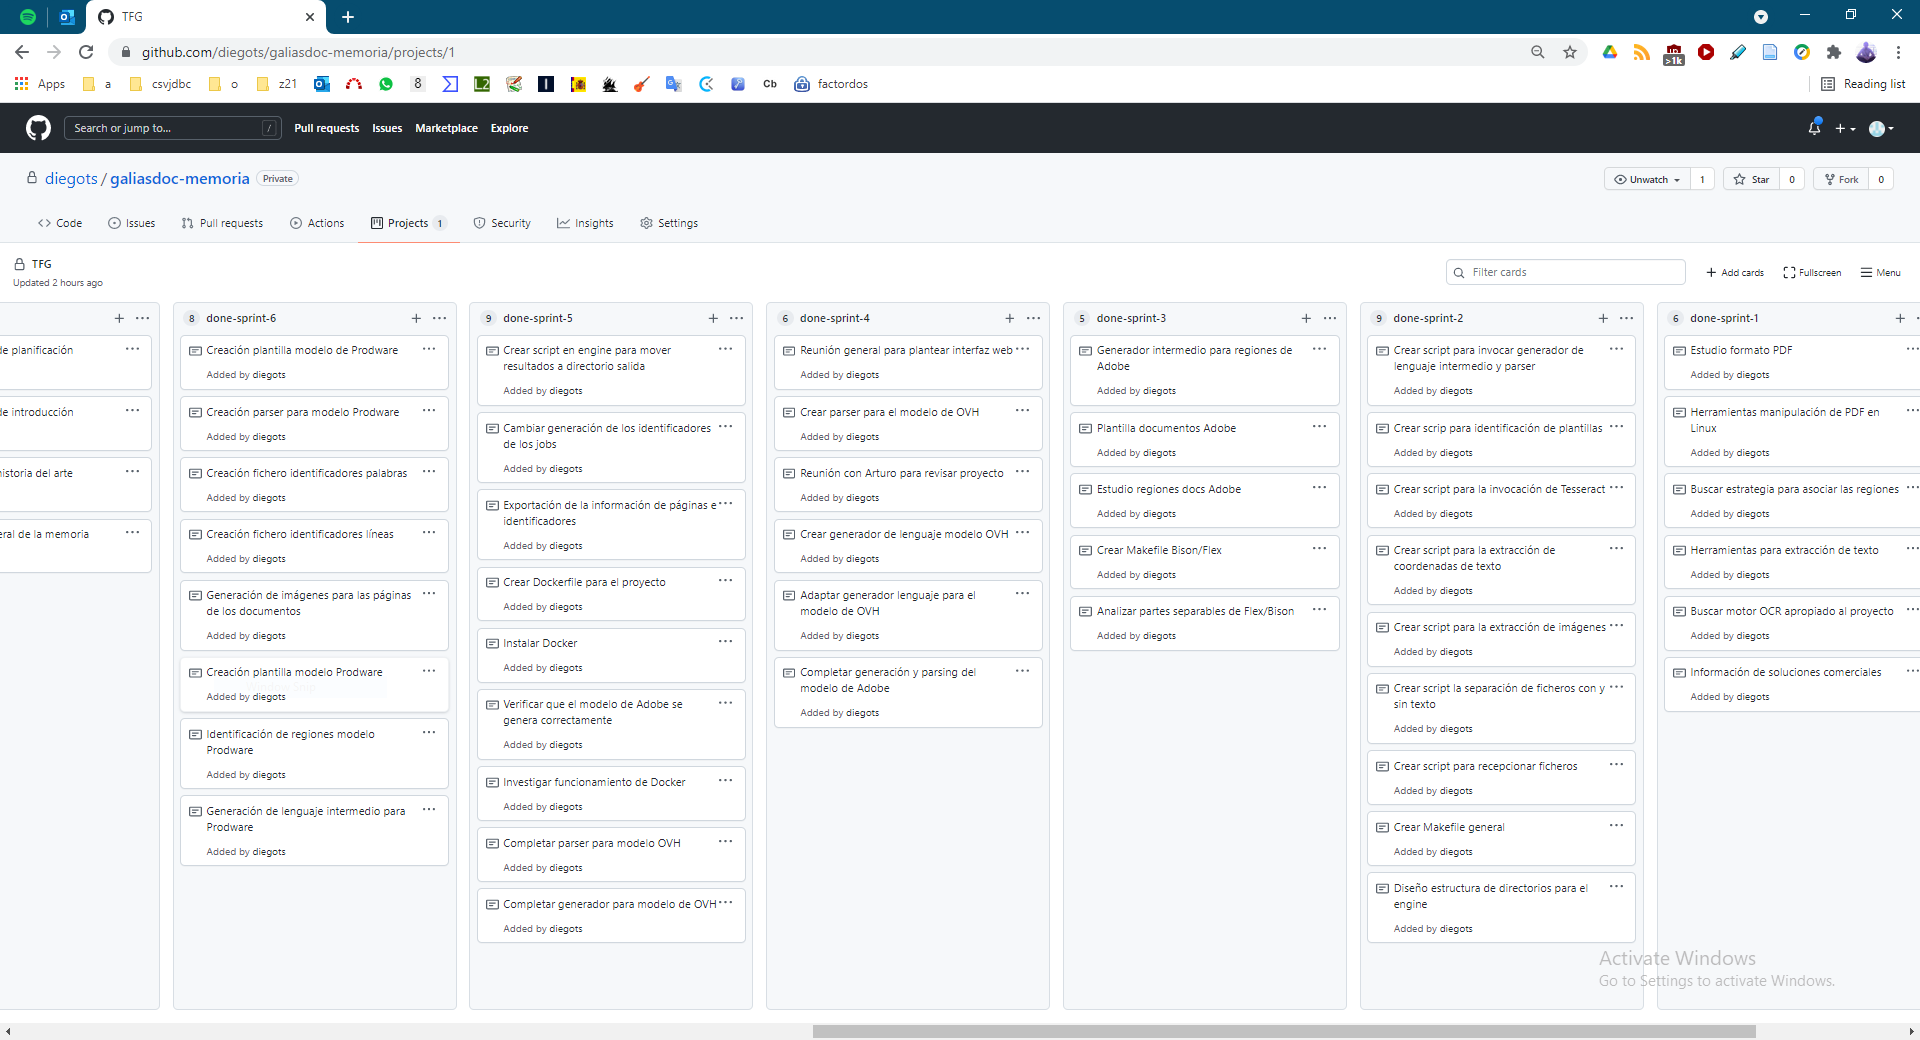 TFG
github.com/diegots/galiasdoc-memoria/projects/1
>1k
Apps
a
csvjdbc
o
z21
8
L2
Cb
factordos
Reading list
Search or jump to...
/
Pull requests
Issues
Marketplace
Explore
diegots / galiasdoc-memoria Private
Unwatch 1
Star 0
Fork 0
Code
Issues
Pull requests
Actions
Projects 1
Security
Insights
Settings
TFG
Updated 2 hours ago
Filter cards
Add cards
Fullscreen
Menu
de planificación
de introducción
historia del arte
eral de la memoria
8 done-sprint-6
Creación plantilla modelo de Prodware
Added by diegots
Creación parser para modelo Prodware
Added by diegots
Creación fichero identificadores palabras
Added by diegots
Creación fichero identificadores líneas
Added by diegots
Generación de imágenes para las páginas
de los documentos
Added by diegots
Creación plantilla modelo Prodware
Added by diegots
Identificación de regiones modelo
Prodware
Added by diegots
Generación de lenguaje intermedio para
Prodware
Added by diegots
9 done-sprint-5
Crear script en engine para mover
resultados a directorio salida
Added by diegots
Cambiar generación de los identificadores
de los jobs
Added by diegots
Exportación de la información de páginas e
identificadores
Added by diegots
Crear Dockerfile para el proyecto
Added by diegots
Instalar Docker
Added by diegots
Verificar que el modelo de Adobe se
genera correctamente
Added by diegots
Investigar funcionamiento de Docker
Added by diegots
Completar parser para modelo OVH
Added by diegots
Completar generador para modelo de OVH
Added by diegots
6 done-sprint-4
Reunión general para plantear interfaz web
Added by diegots
Crear parser para el modelo de OVH
Added by diegots
Reunión con Arturo para revisar proyecto
Added by diegots
Crear generador de lenguaje modelo OVH
Added by diegots
Adaptar generador lenguaje para el
modelo de OVH
Added by diegots
Completar generación y parsing del
modelo de Adobe
Added by diegots
5 done-sprint-3
Generador intermedio para regiones de
Adobe
Added by diegots
Plantilla documentos Adobe
Added by diegots
Estudio regiones docs Adobe
Added by diegots
Crear Makefile Bison/Flex
Added by diegots
Analizar partes separables de Flex/Bison
Added by diegots
9 done-sprint-2
Crear script para invocar generador de
lenguaje intermedio y parser
Added by diegots
Crear scrip para identificación de plantillas
Added by diegots
Crear script para la invocación de Tesseract
Added by diegots
Crear script para la extracción de
coordenadas de texto
Added by diegots
Crear script para la extracción de imágenes
Added by diegots
Crear script la separación de ficheros con y
sin texto
Added by diegots
Crear script para recepcionar ficheros
Added by diegots
Crear Makefile general
Added by diegots
Diseño estructura de directorios para el
engine
Added by diegots
6 done-sprint-1
Estudio formato PDF
Added by diegots
Herramientas manipulación de PDF en
Linux
Added by diegots
Buscar estrategia para asociar las regiones
Added by diegots
Herramientas para extracción de texto
Added by diegots
Buscar motor OCR apropiado al proyecto
Added by diegots
Información de soluciones comerciales
Added by diegots
Activate Windows
Go to Settings to activate Windows.